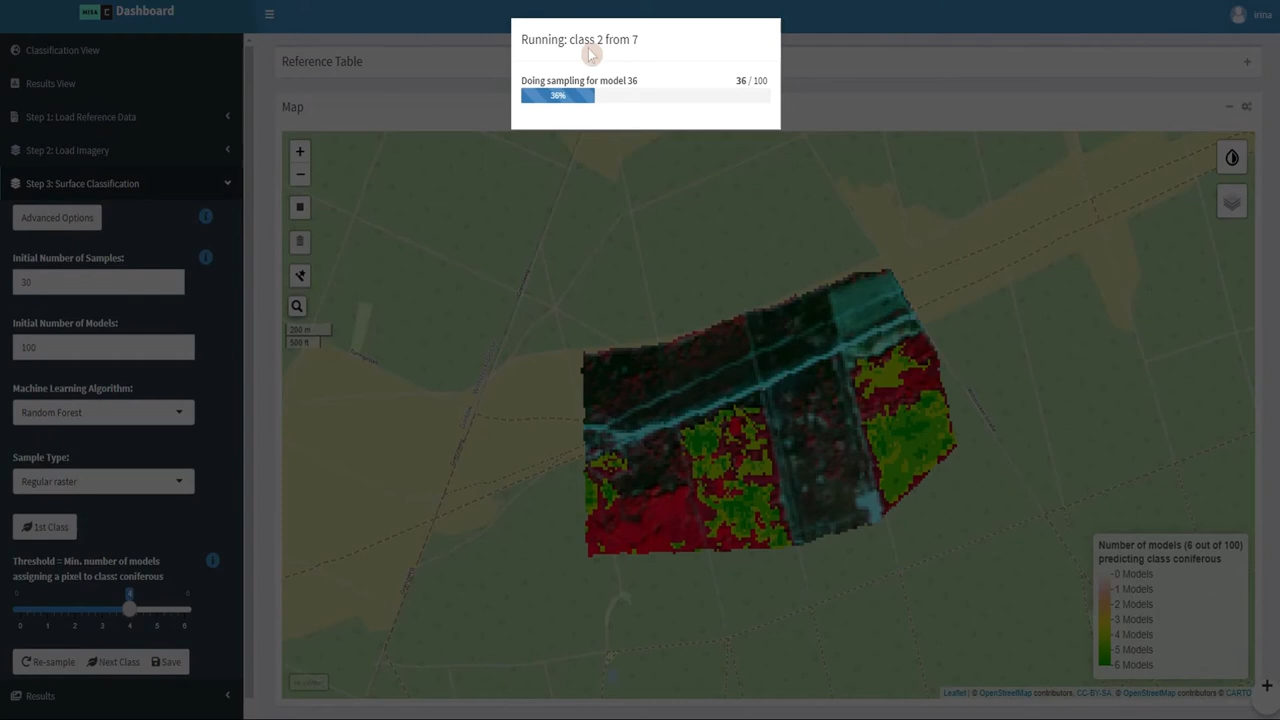 HISA C Dashboard
irina
Running: class 2 from 7
Doing sampling for model 36
36 / 100
36%
Classification View
Results View
Step 1: Load Reference Data
Step 2: Load Imagery
Step 3: Surface Classification
Advanced Options
Initial Number of Samples:
30
Initial Number of Models:
100
Machine Learning Algorithm:
Random Forest
Sample Type:
Regular raster
1st Class
Threshold = Min. number of models
assigning a pixel to class: coniferous
0 4 6
0 1 2 3 4 5 6
Re-sample Next Class Save
Results
Reference Table
Map
200 m
500 ft
Number of models (6 out of 100)
predicting class coniferous
0 Models
1 Models
2 Models
3 Models
4 Models
5 Models
6 Models
Leaflet | © OpenStreetMap contributors, CC-BY-SA, © OpenStreetMap contributors © CARTO